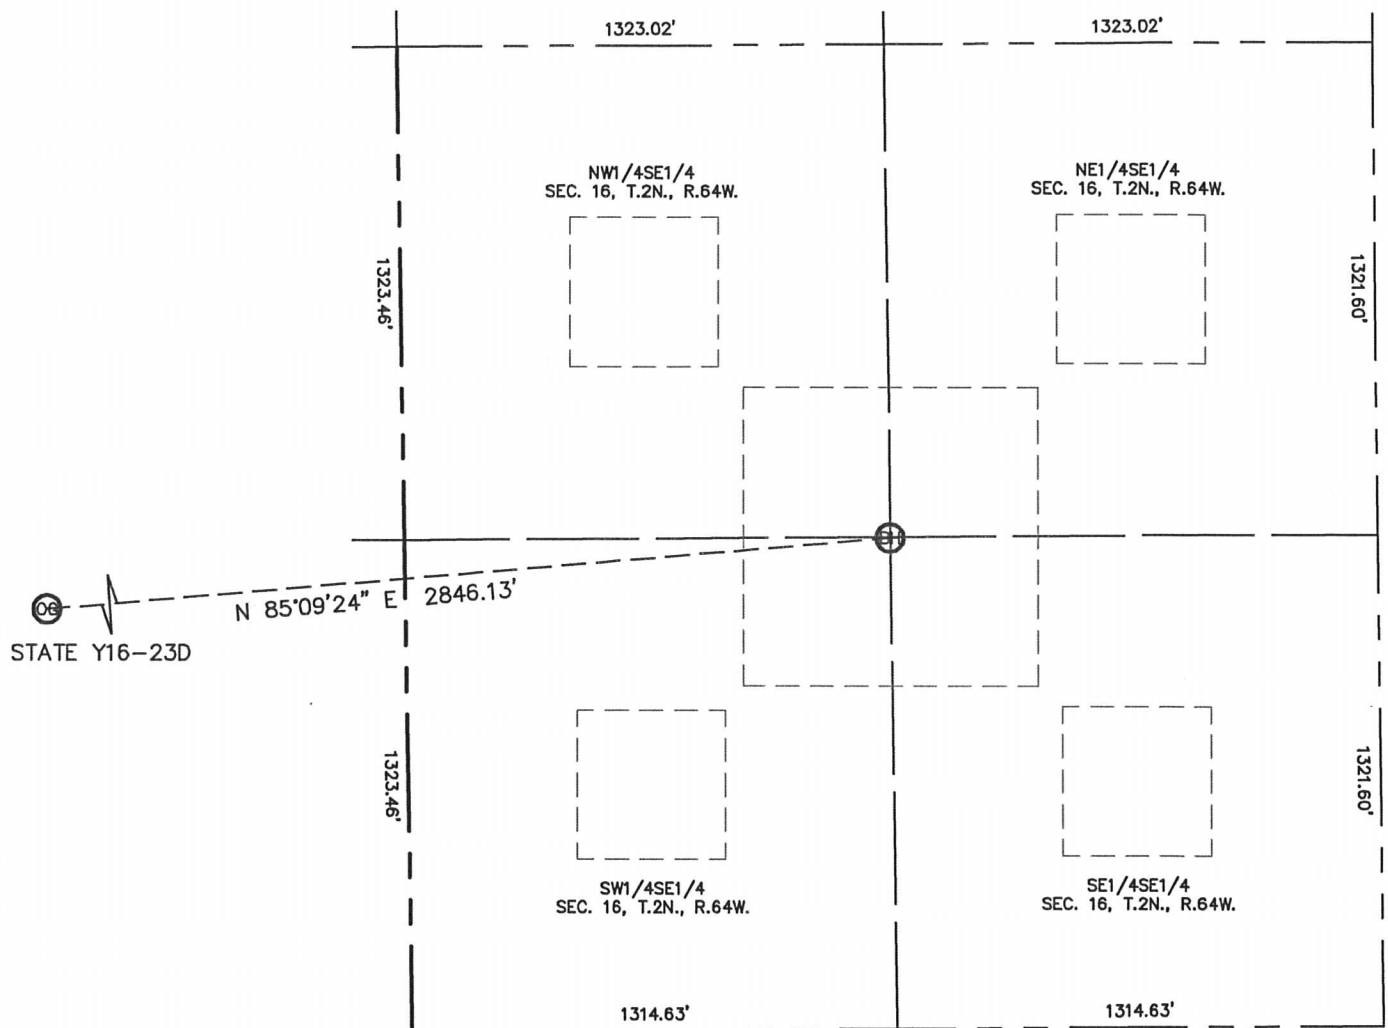 1323.02'
1323.02'
NW1/4SE1/4
SEC. 16, T.2N., R.64W.
NE1/4SE1/4
SEC. 16, T.2N., R.64W.
1323.46'
1321.60'
BH
OG
N 85°09'24" E 2846.13'
STATE Y16-23D
1323.46'
1321.60'
SW1/4SE1/4
SEC. 16, T.2N., R.64W.
SE1/4SE1/4
SEC. 16, T.2N., R.64W.
1314.63'
1314.63'